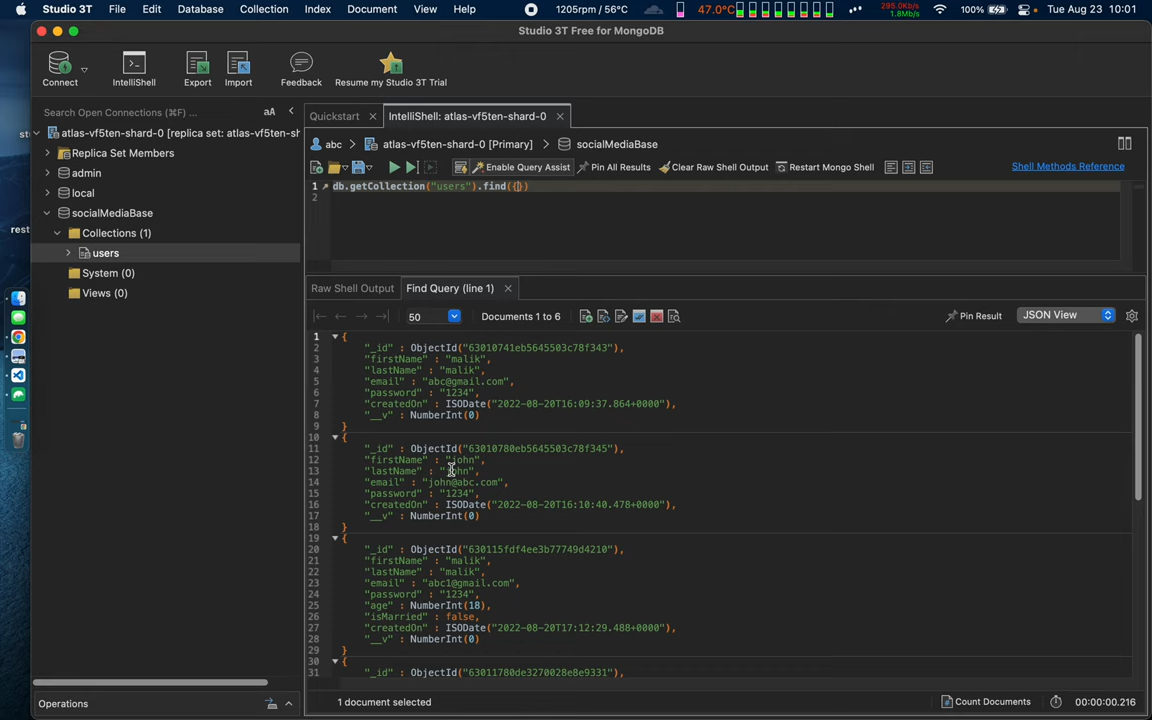 Studio 3T File Edit Database Collection Index Document View Help 1205rpm / 56°C 47.0°C 295.0Kb/s 1.8Mb/s 100% Tue Aug 23 10:01
Studio 3T Free for MongoDB
Connect IntelliShell Export Import Feedback Resume my Studio 3T Trial
Search Open Connections (⌘F) ... aA
Quickstart IntelliShell: atlas-vf5ten-shard-0
atlas-vf5ten-shard-0 [replica set: atlas-vf5ten-sh
Replica Set Members
admin
local
socialMediaBase
Collections (1)
users
System (0)
Views (0)
st
rest
abc atlas-vf5ten-shard-0 [Primary] socialMediaBase
Enable Query Assist Pin All Results Clear Raw Shell Output Restart Mongo Shell Shell Methods Reference
1 db.getCollection("users").find({})
2
Raw Shell Output Find Query (line 1)
50 Documents 1 to 6 Pin Result JSON View
1 {
2 "_id" : ObjectId("63010741eb5645503c78f343"),
3 "firstName" : "malik",
4 "lastName" : "malik",
5 "email" : "abc@gmail.com",
6 "password" : "1234",
7 "createdOn" : ISODate("2022-08-20T16:09:37.864+0000"),
8 "__v" : NumberInt(0)
9 }
10 {
11 "_id" : ObjectId("63010780eb5645503c78f345"),
12 "firstName" : "john",
13 "lastName" : "john",
14 "email" : "john@abc.com",
15 "password" : "1234",
16 "createdOn" : ISODate("2022-08-20T16:10:40.478+0000"),
17 "__v" : NumberInt(0)
18 }
19 {
20 "_id" : ObjectId("630115fdf4ee3b77749d4210"),
21 "firstName" : "malik",
22 "lastName" : "malik",
23 "email" : "abc1@gmail.com",
24 "password" : "1234",
25 "age" : NumberInt(18),
26 "isMarried" : false,
27 "createdOn" : ISODate("2022-08-20T17:12:29.488+0000"),
28 "__v" : NumberInt(0)
29 }
30 {
31 "_id" : ObjectId("63011780de3270028e8e9331"),
Operations
1 document selected Count Documents 00:00:00.216